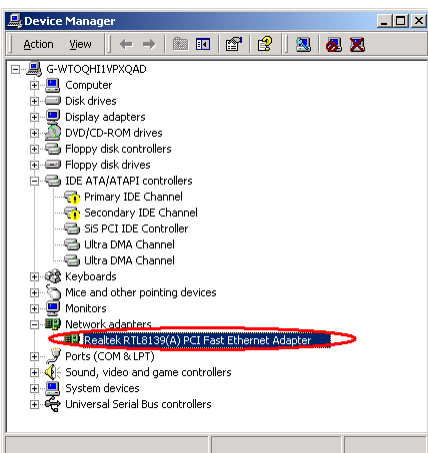 Device Manager
Action View
G-WTOQHI1VPXQAD
Computer
Disk drives
Display adapters
DVD/CD-ROM drives
Floppy disk controllers
Floppy disk drives
IDE ATA/ATAPI controllers
Primary IDE Channel
Secondary IDE Channel
SiS PCI IDE Controller
Ultra DMA Channel
Ultra DMA Channel
Keyboards
Mice and other pointing devices
Monitors
Network adapters
Realtek RTL8139(A) PCI Fast Ethernet Adapter
Ports (COM & LPT)
Sound, video and game controllers
System devices
Universal Serial Bus controllers